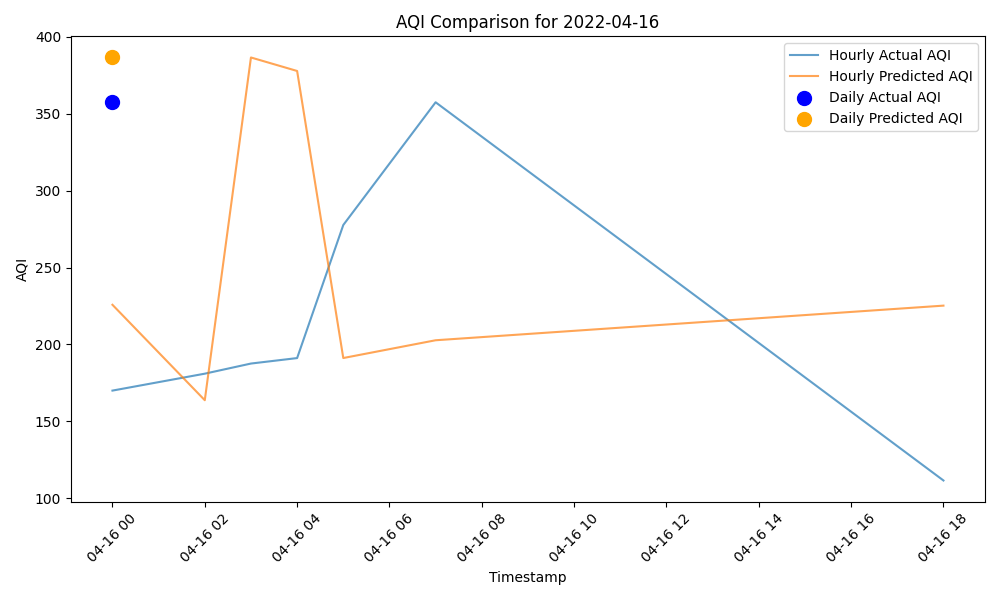 AQI Comparison for 2022-04-16
400
350
300
250
200
150
100
AQI
Hourly Actual AQI
Hourly Predicted AQI
Daily Actual AQI
Daily Predicted AQI
04-16 00
04-16 02
04-16 04
04-16 06
04-16 08
04-16 10
04-16 12
04-16 14
04-16 16
04-16 18
Timestamp